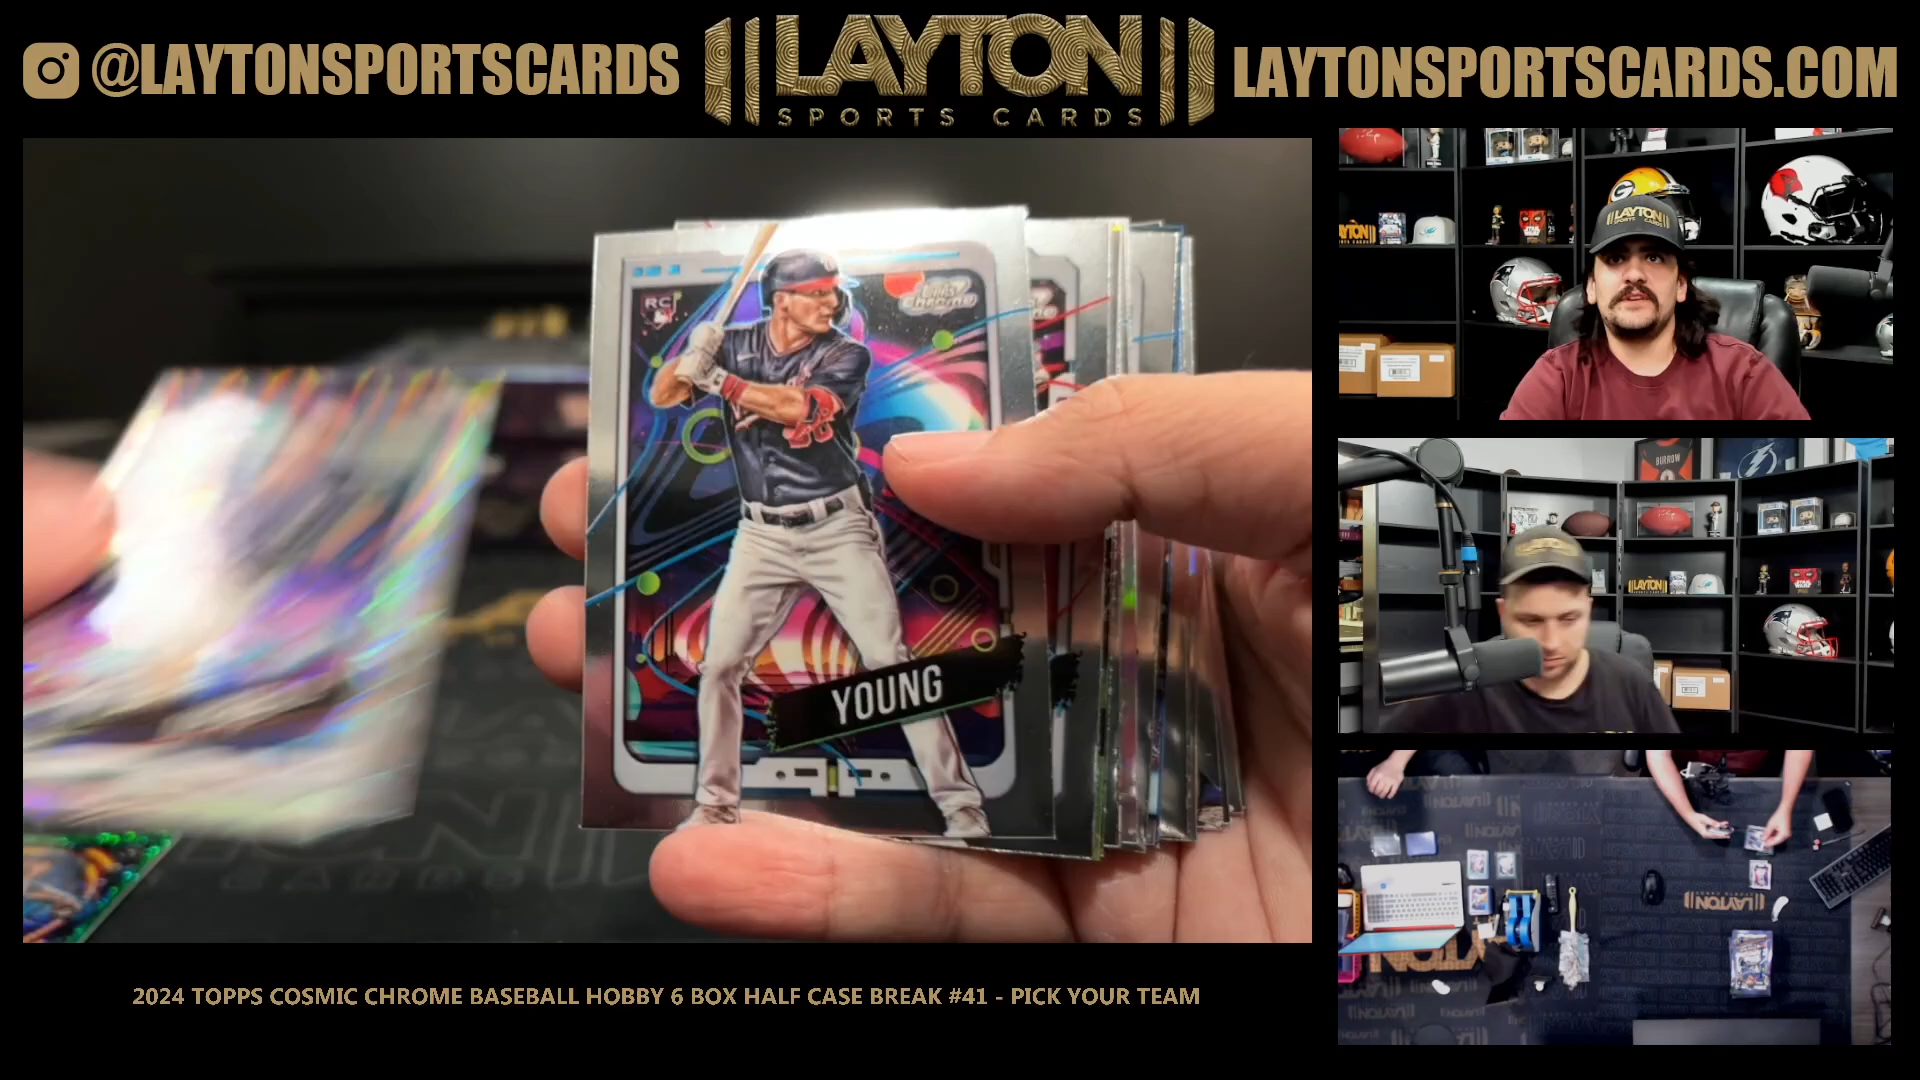 @LAYTONSPORTSCARDS
LAYTON
SPORTS CARDS
LAYTONSPORTSCARDS.COM
RC
Chrome
YOUNG
LAYTON
BURROW
LAYTON
2024 TOPPS COSMIC CHROME BASEBALL HOBBY 6 BOX HALF CASE BREAK #41 - PICK YOUR TEAM